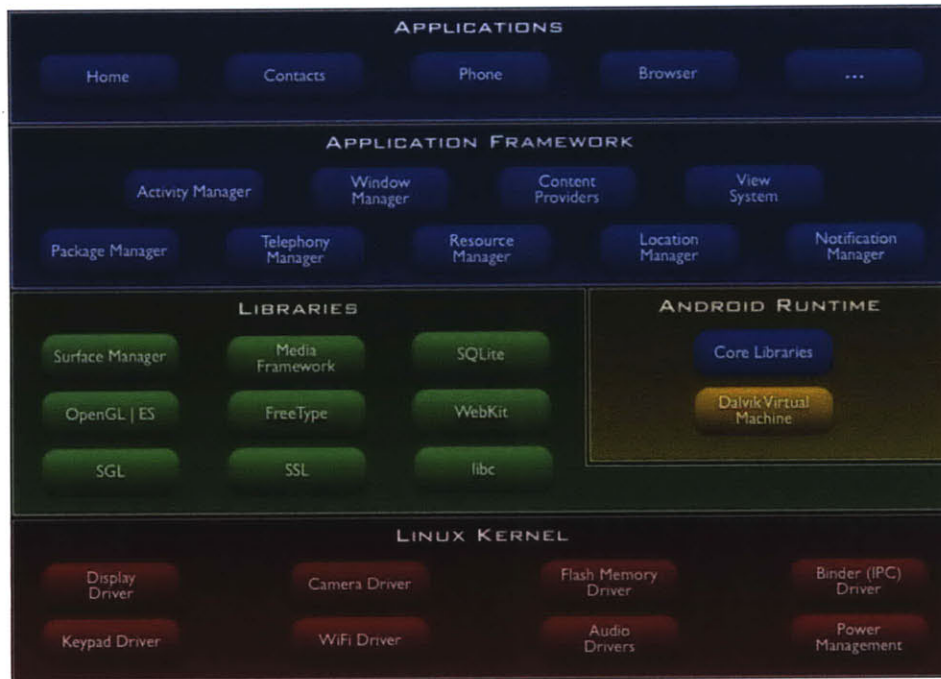 APPLICATIONS
Home
Contacts
Phone
Browser
...
APPLICATION FRAMEWORK
Activity Manager
Window
Manager
Content
Providers
View
System
Package Manager
Telephony
Manager
Resource
Manager
Location
Manager
Notification
Manager
LIBRARIES
Surface Manager
Media
Framework
SQLite
OpenGL | ES
FreeType
WebKit
SGL
SSL
libc
ANDROID RUNTIME
Core Libraries
Dalvik Virtual
Machine
LINUX KERNEL
Display
Driver
Camera Driver
Flash Memory
Driver
Binder (IPC)
Driver
Keypad Driver
WiFi Driver
Audio
Drivers
Power
Management